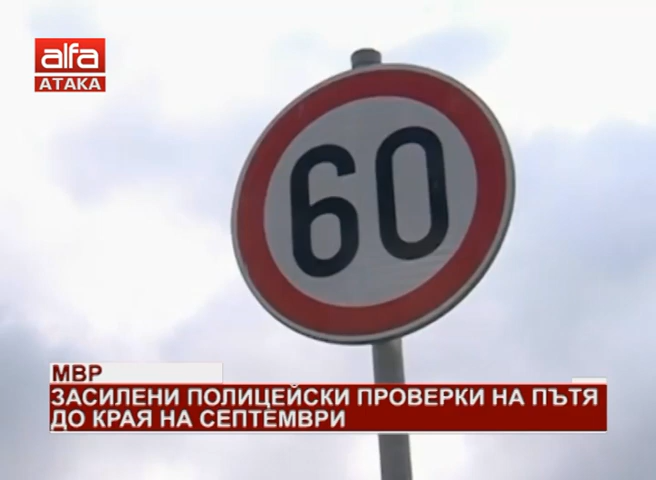 alfa
АТАКА
60
МВР
ЗАСИЛЕНИ ПОЛИЦЕЙСКИ ПРОВЕРКИ НА ПЪТЯ
ДО КРАЯ НА СЕПТЕМВРИ